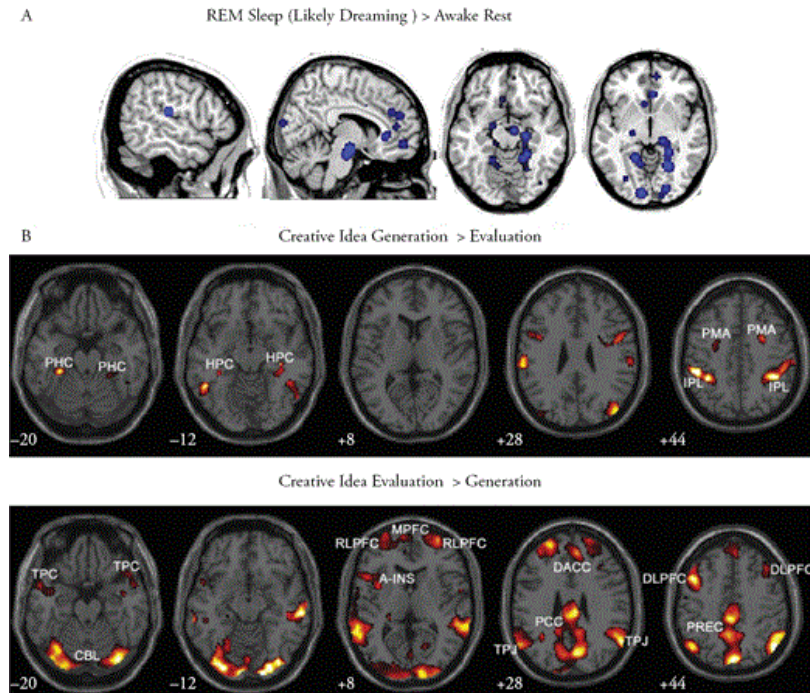 A REM Sleep (Likely Dreaming ) > Awake Rest
B Creative Idea Generation > Evaluation
PHC PHC HPC HPC PMA PMA
IPL IPL
−20 −12 +8 +28 +44
Creative Idea Evaluation > Generation
RLPFC MPFC RLPFC
TPC TPC A-INS DACC DLPFC DLPFC
CBL PCC PREC
TPJ TPJ
−20 −12 +8 +28 +44